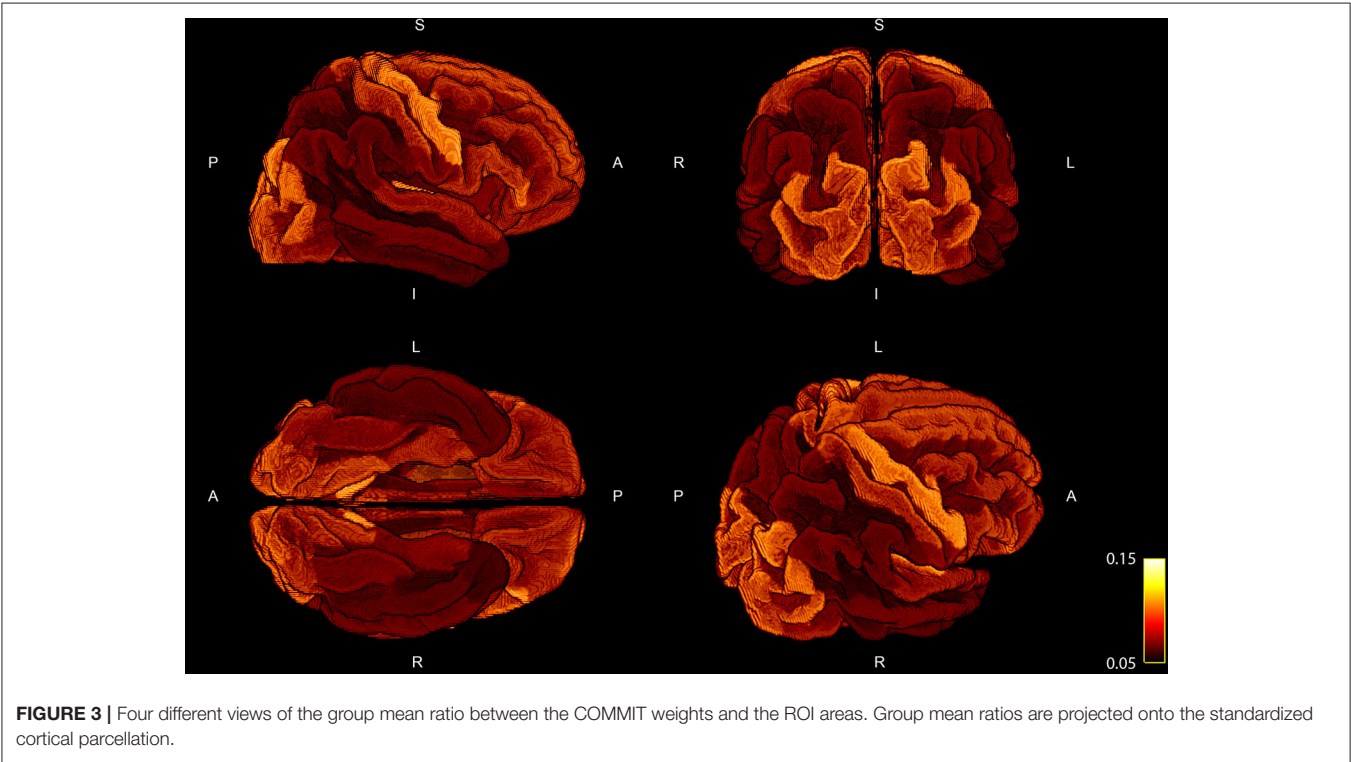 S
S
P
A
R
L
I
I
L
L
A
P
P
A
0.15
0.05
R
R
FIGURE 3 | Four different views of the group mean ratio between the COMMIT weights and the ROI areas. Group mean ratios are projected onto the standardized
cortical parcellation.